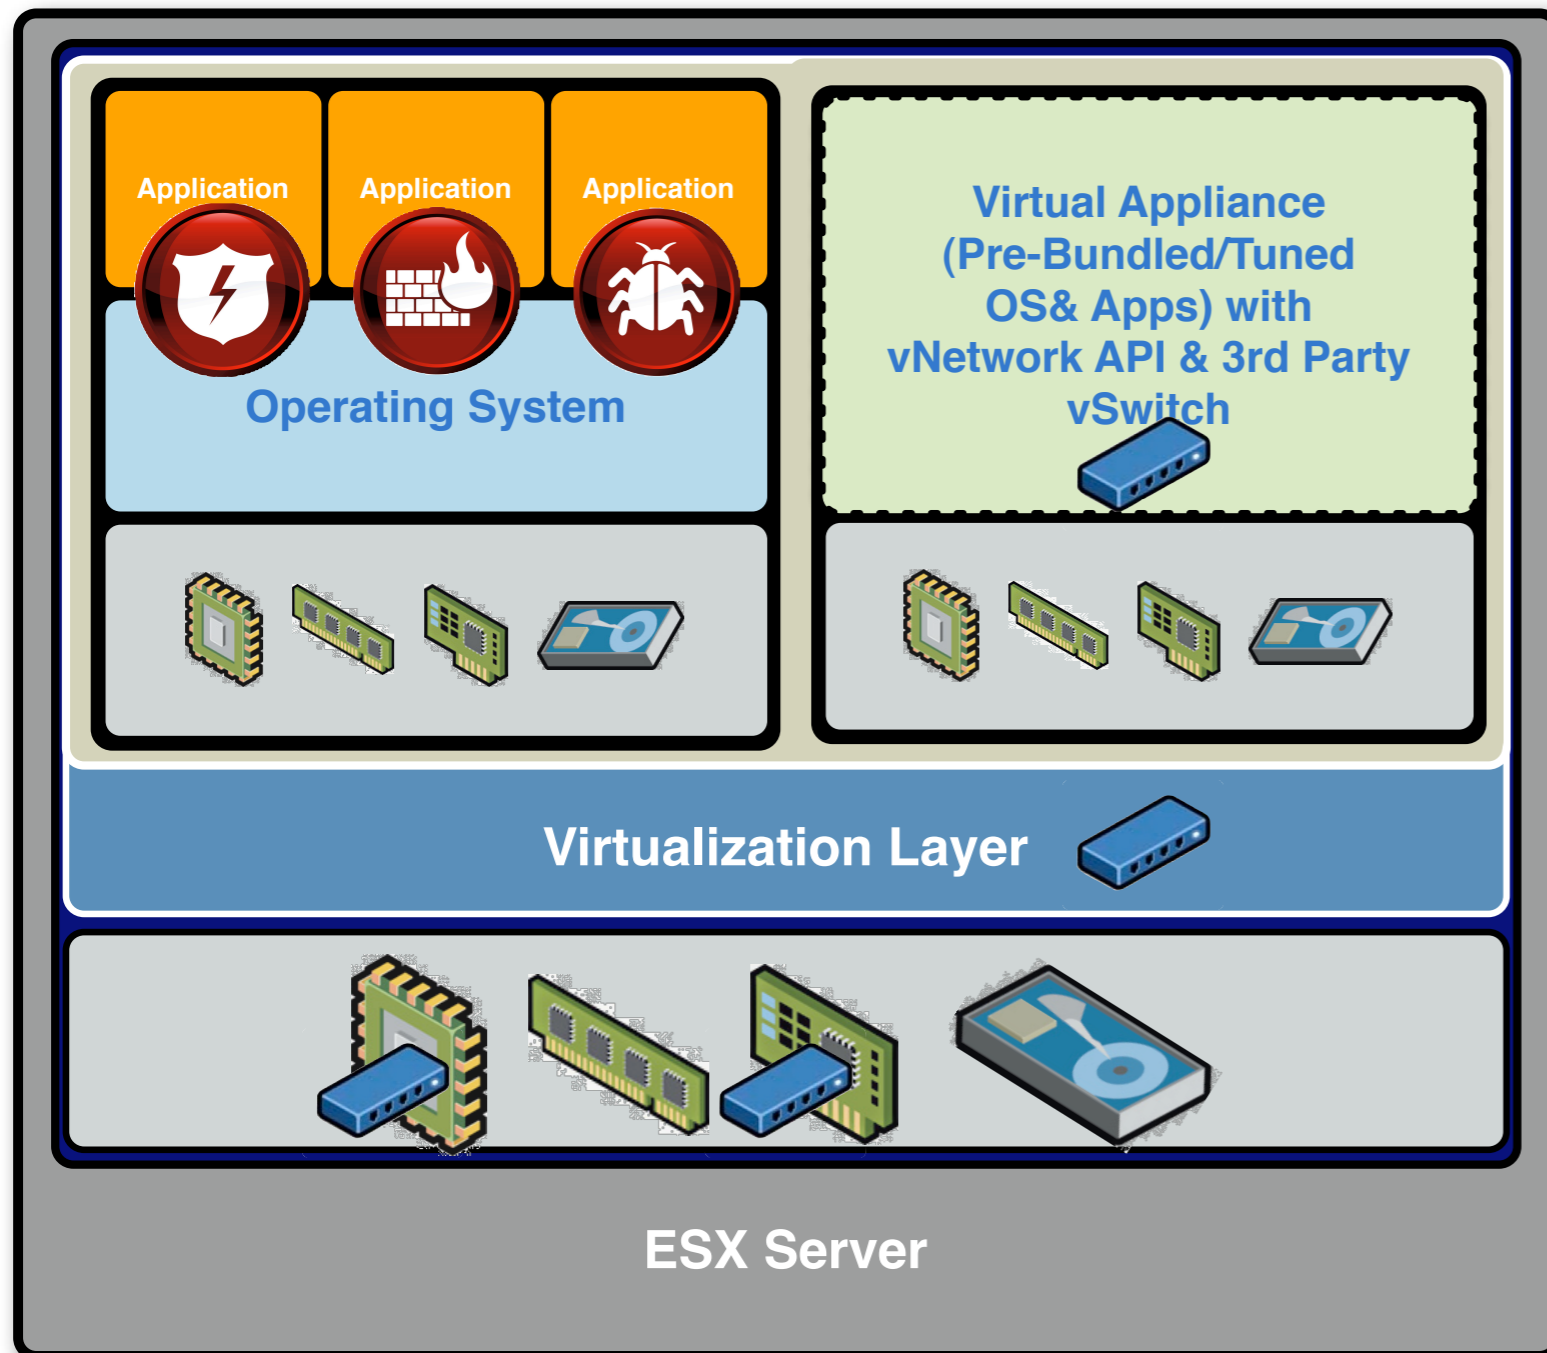 Application
Application
Application
Virtual Appliance
(Pre-Bundled/Tuned
OS& Apps) with
vNetwork API & 3rd Party
vSwitch
Operating System
Virtualization Layer
ESX Server